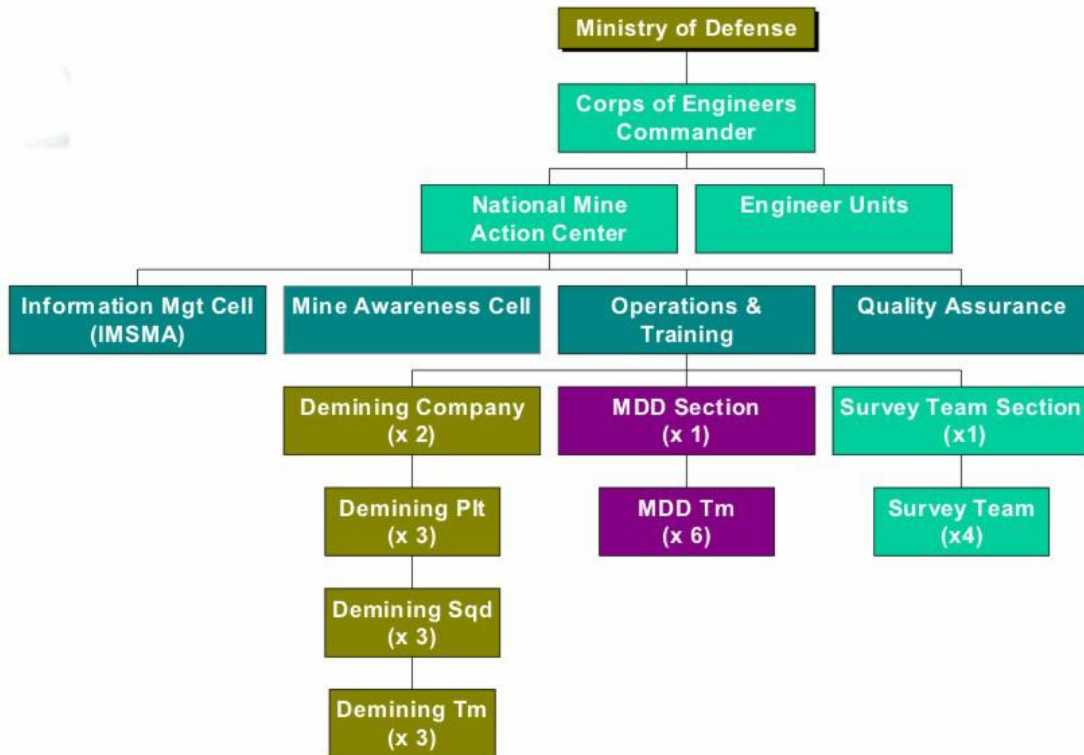 Ministry of Defense
Corps of Engineers
Commander
National Mine
Action Center
Engineer Units
Information Mgt Cell
(IMSMA)
Mine Awareness Cell
Operations &
Training
Quality Assurance
Demining Company
(x 2)
MDD Section
(x 1)
Survey Team Section
(x1)
Demining Plt
(x 3)
MDD Tm
(x 6)
Survey Team
(x4)
Demining Sqd
(x 3)
Demining Tm
(x 3)